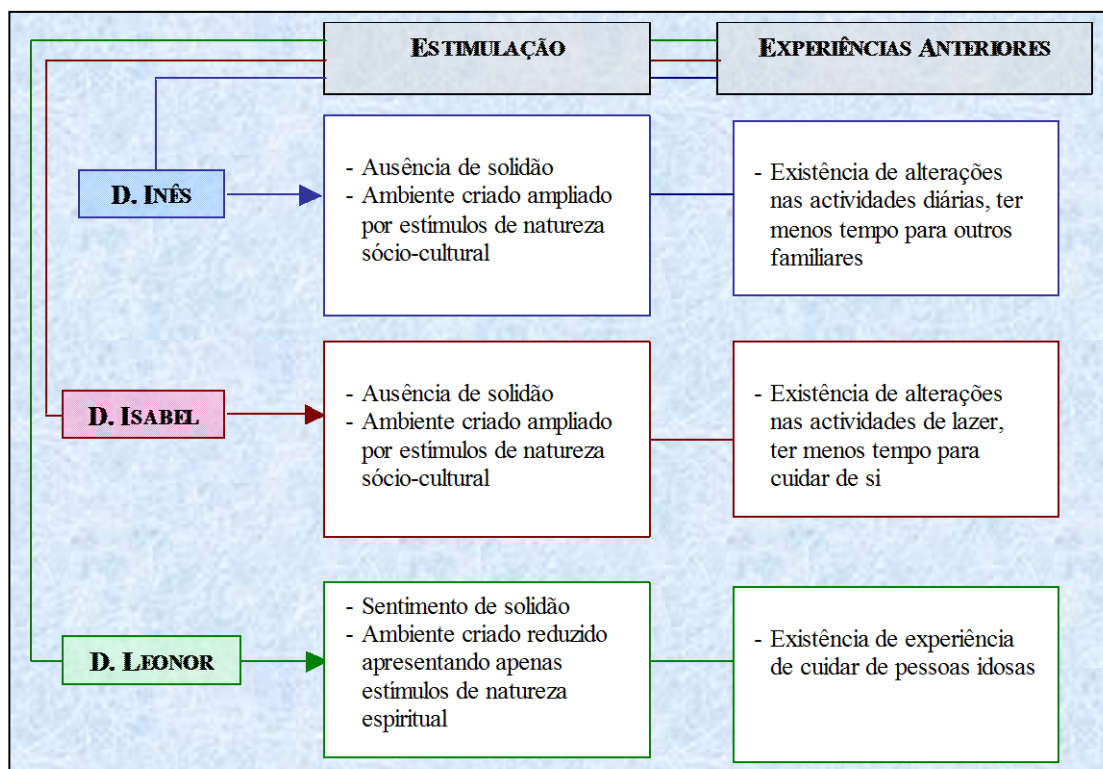 ESTIMULAÇÃO
EXPERIÊNCIAS ANTERIORES
D. INÊS
- Ausência de solidão
- Ambiente criado ampliado
por estímulos de natureza
sócio-cultural
- Existência de alterações
nas actividades diárias, ter
menos tempo para outros
familiares
D. ISABEL
- Ausência de solidão
- Ambiente criado ampliado
por estímulos de natureza
sócio-cultural
- Existência de alterações
nas actividades de lazer,
ter menos tempo para
cuidar de si
D. LEONOR
- Sentimento de solidão
- Ambiente criado reduzido
apresentando apenas
estímulos de natureza
espiritual
- Existência de experiência
de cuidar de pessoas idosas